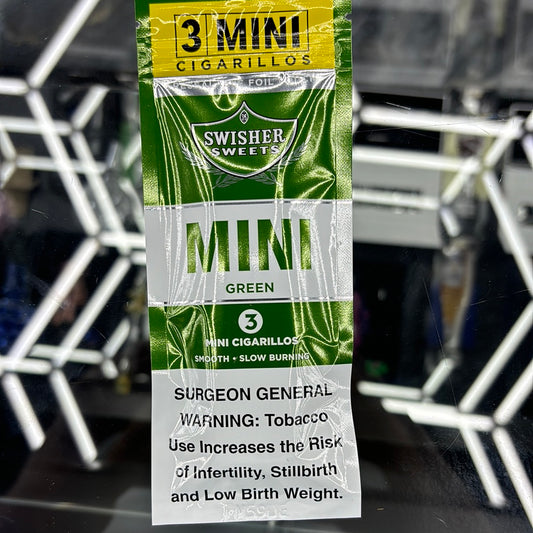 3 MINI
CIGARILLOS
FOIL
SWISHER
SWEETS
MINI
GREEN
3
MINI CIGARILLOS
SMOOTH • SLOW BURNING
SURGEON GENERAL
WARNING: Tobacco
Use Increases the Risk
of Infertility, Stillbirth
and Low Birth Weight.